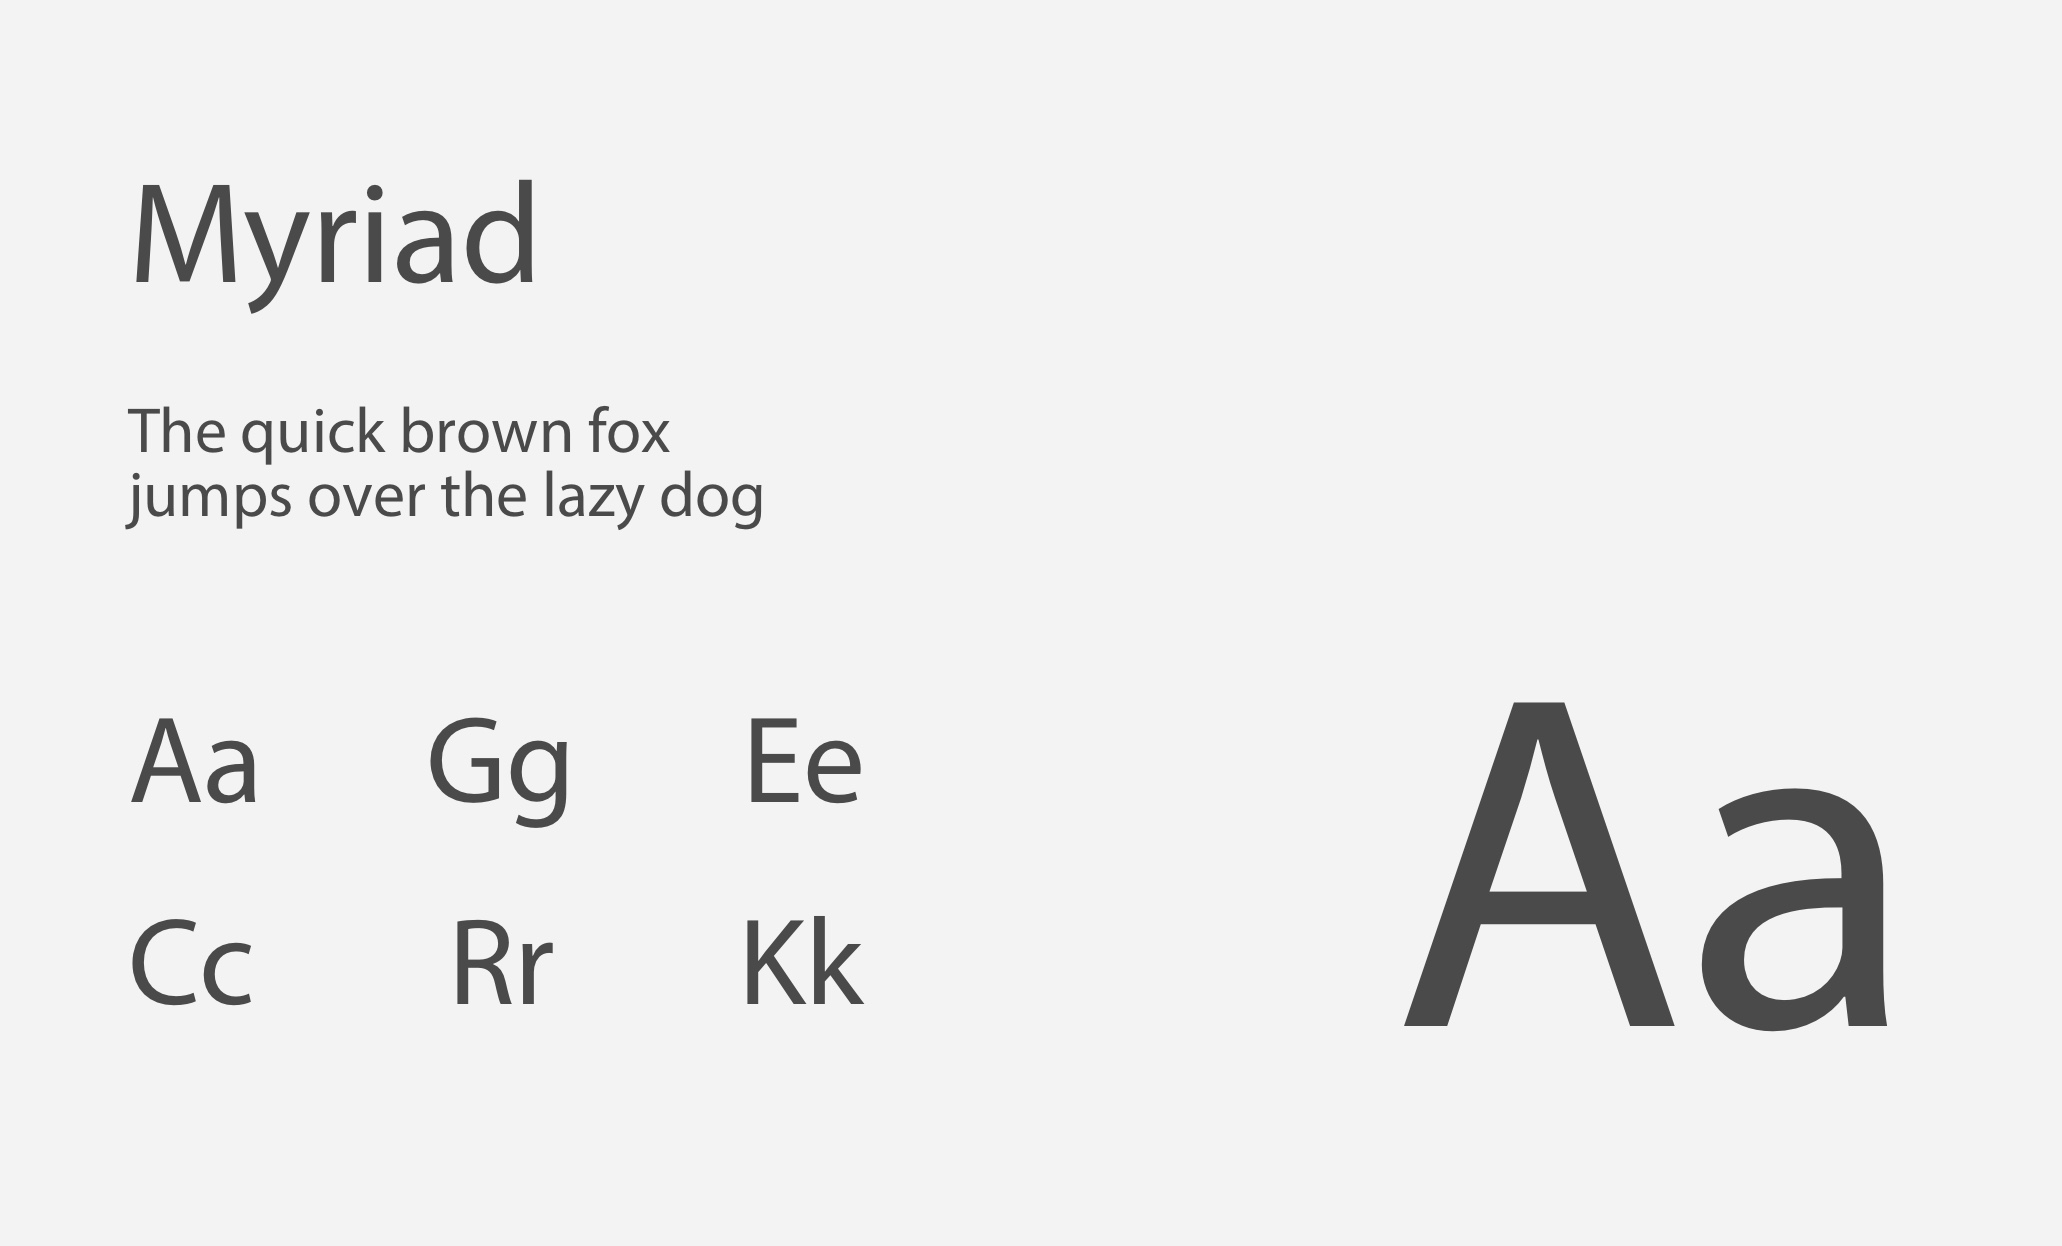 Myriad
The quick brown fox
jumps over the lazy dog
Aa Gg Ee
Cc Rr Kk
Aa